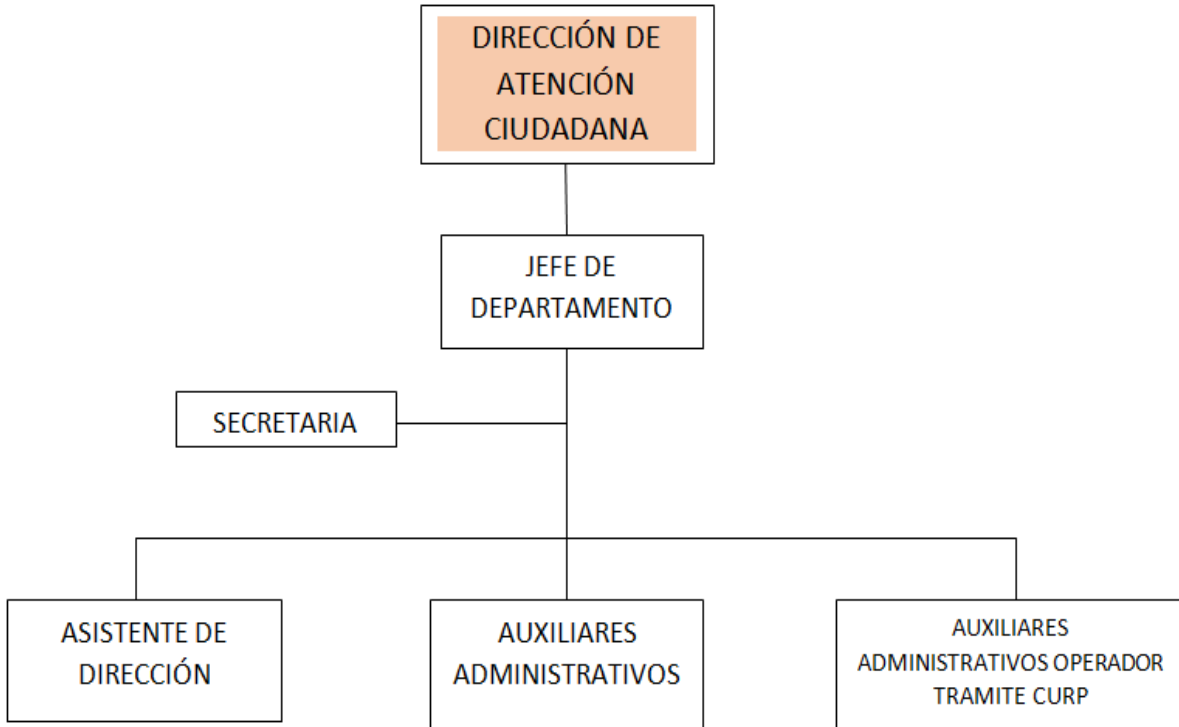 DIRECCIÓN DE
ATENCIÓN
CIUDADANA
JEFE DE
DEPARTAMENTO
SECRETARIA
ASISTENTE DE
DIRECCIÓN
AUXILIARES
ADMINISTRATIVOS
AUXILIARES
ADMINISTRATIVOS OPERADOR
TRAMITE CURP